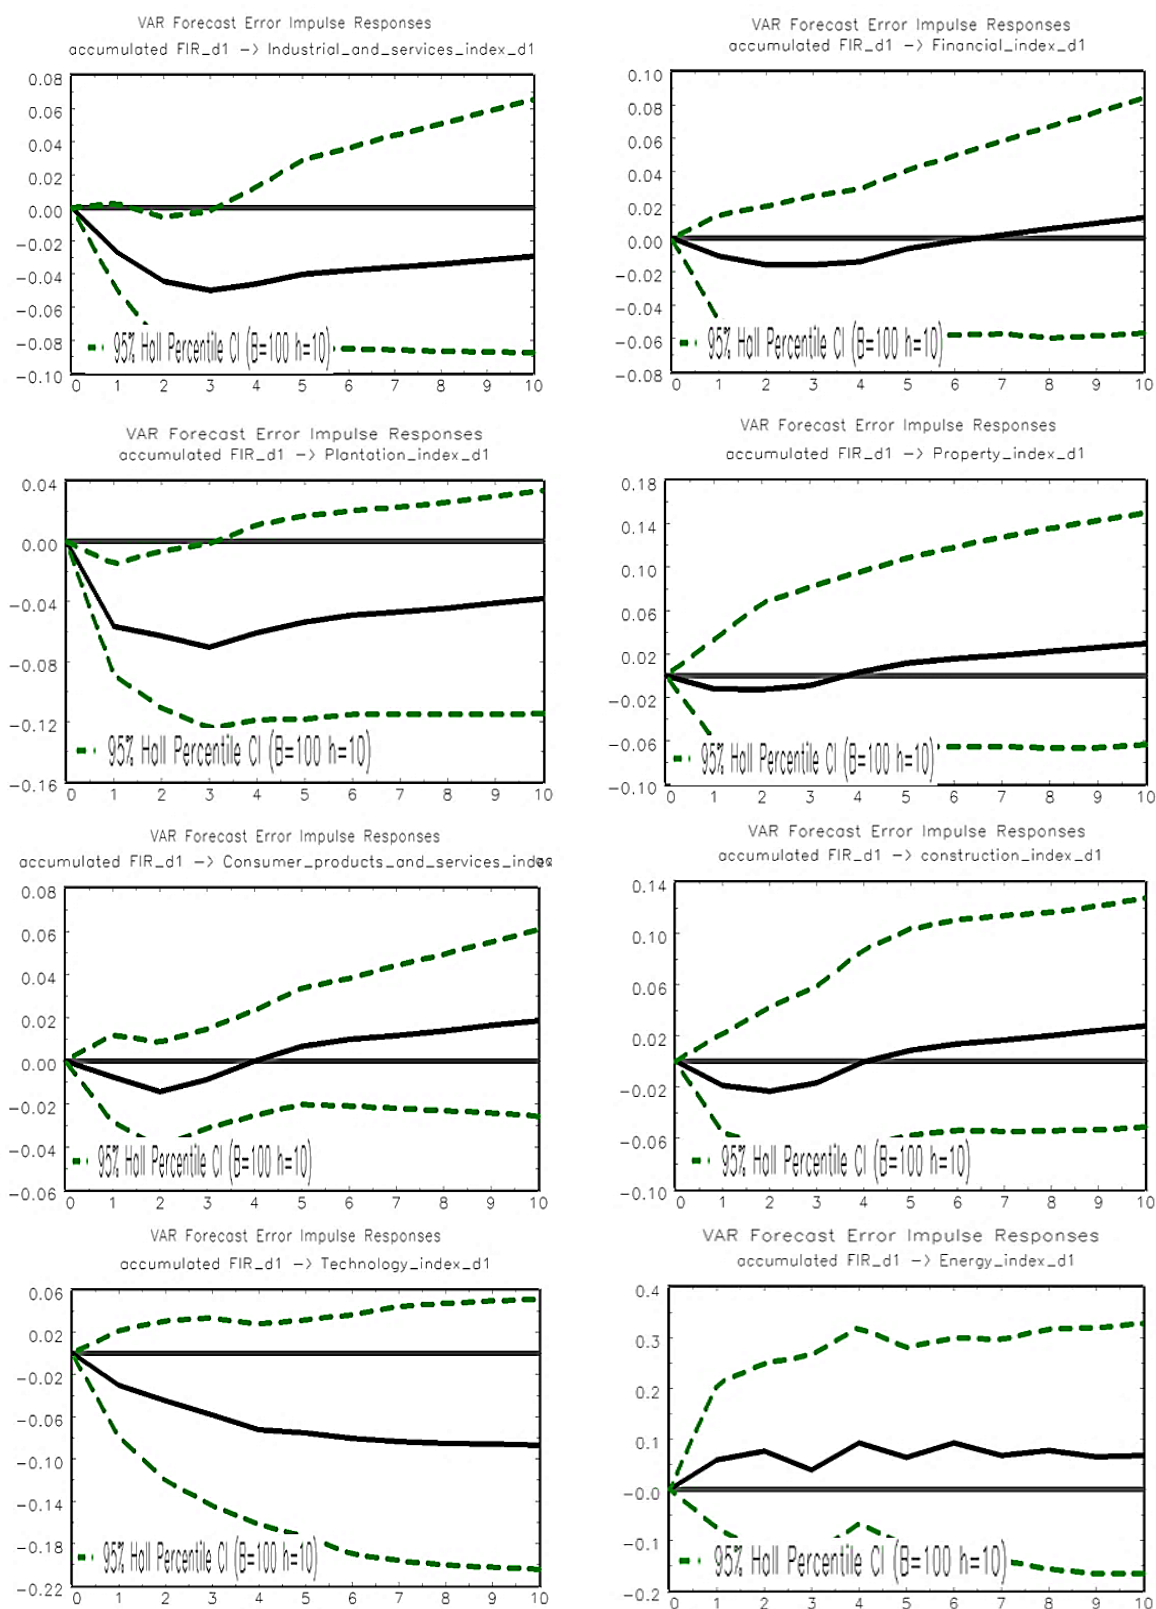 VAR Forecast Error Impulse Responses
accumulated FIR_d1 -> Industrial_and_services_index_d1
0.08
0.06
0.04
0.02
0.00
-0.02
-0.04
-0.06
-0.08
-0.10
95% Hall Percentile CI (B=100 h=10)
0 1 2 3 4 5 6 7 8 9 10
VAR Forecast Error Impulse Responses
accumulated FIR_d1 -> Financial_index_d1
0.10
0.08
0.06
0.04
0.02
0.00
-0.02
-0.04
-0.06
-0.08
95% Hall Percentile CI (B=100 h=10)
0 1 2 3 4 5 6 7 8 9 10
VAR Forecast Error Impulse Responses
accumulated FIR_d1 -> Plantation_index_d1
0.04
0.00
-0.04
-0.08
-0.12
-0.16
95% Hall Percentile CI (B=100 h=10)
0 1 2 3 4 5 6 7 8 9 10
VAR Forecast Error Impulse Responses
accumulated FIR_d1 -> Property_index_d1
0.18
0.14
0.10
0.06
0.02
-0.02
-0.06
-0.10
95% Hall Percentile CI (B=100 h=10)
0 1 2 3 4 5 6 7 8 9 10
VAR Forecast Error Impulse Responses
accumulated FIR_d1 -> Consumer_products_and_services_index
0.08
0.06
0.04
0.02
0.00
-0.02
-0.04
-0.06
95% Hall Percentile CI (B=100 h=10)
0 1 2 3 4 5 6 7 8 9 10
VAR Forecast Error Impulse Responses
accumulated FIR_d1 -> construction_index_d1
0.14
0.10
0.06
0.02
-0.02
-0.06
-0.10
95% Hall Percentile CI (B=100 h=10)
0 1 2 3 4 5 6 7 8 9 10
VAR Forecast Error Impulse Responses
accumulated FIR_d1 -> Technology_index_d1
0.06
0.02
-0.02
-0.06
-0.10
-0.14
-0.18
-0.22
95% Hall Percentile CI (B=100 h=10)
0 1 2 3 4 5 6 7 8 9 10
VAR Forecast Error Impulse Responses
accumulated FIR_d1 -> Energy_index_d1
0.4
0.3
0.2
0.1
-0.0
-0.1
-0.2
95% Hall Percentile CI (B=100 h=10)
0 1 2 3 4 5 6 7 8 9 10